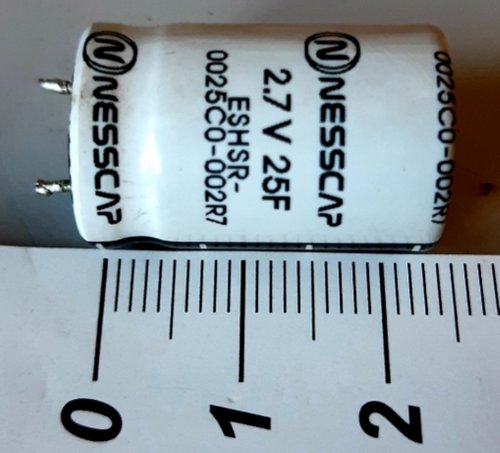 NESSCAP
2.7 V 25F
ESHSR-
0025C0-002R7
NESSCAP
0025C0-002R7
0
1
2